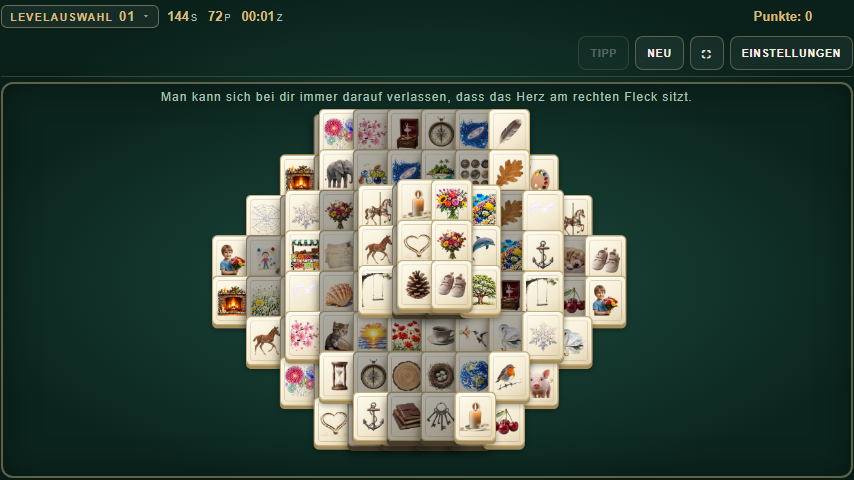 LEVELAUSWAHL 01 144S 72P 00:01Z Punkte: 0
TIPP NEU EINSTELLUNGEN
Man kann sich bei dir immer darauf verlassen, dass das Herz am rechten Fleck sitzt.